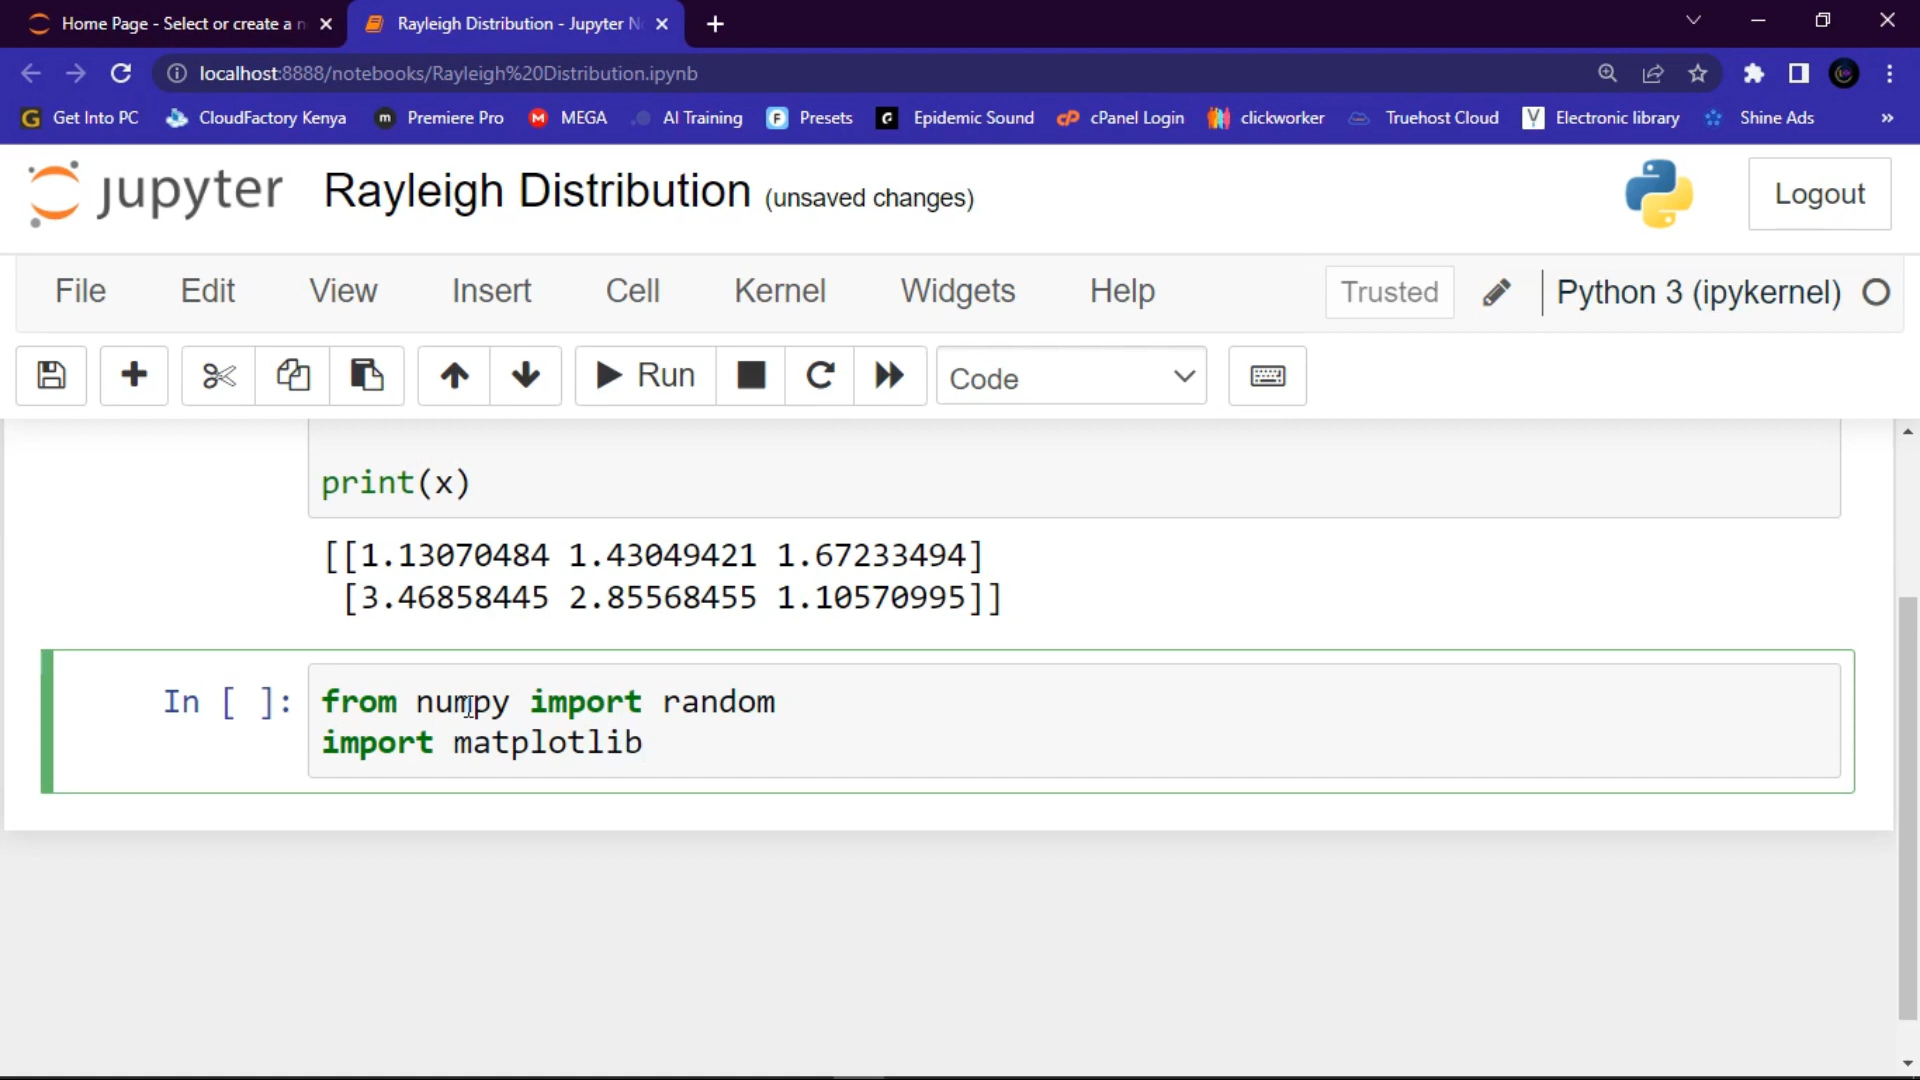 Home Page - Select or create a n
Rayleigh Distribution - Jupyter N
localhost:8888/notebooks/Rayleigh%20Distribution.ipynb
Get Into PC
CloudFactory Kenya
m Premiere Pro
M MEGA
AI Training
F Presets
Epidemic Sound
cP cPanel Login
clickworker
Truehost Cloud
V Electronic library
Shine Ads
»
jupyter Rayleigh Distribution (unsaved changes)
Logout
File Edit View Insert Cell Kernel Widgets Help
Trusted
Python 3 (ipykernel)
Run
Code
print(x)
[[1.13070484 1.43049421 1.67233494]
[3.46858445 2.85568455 1.10570995]]
In [ ]:
from numpy import random
import matplotlib